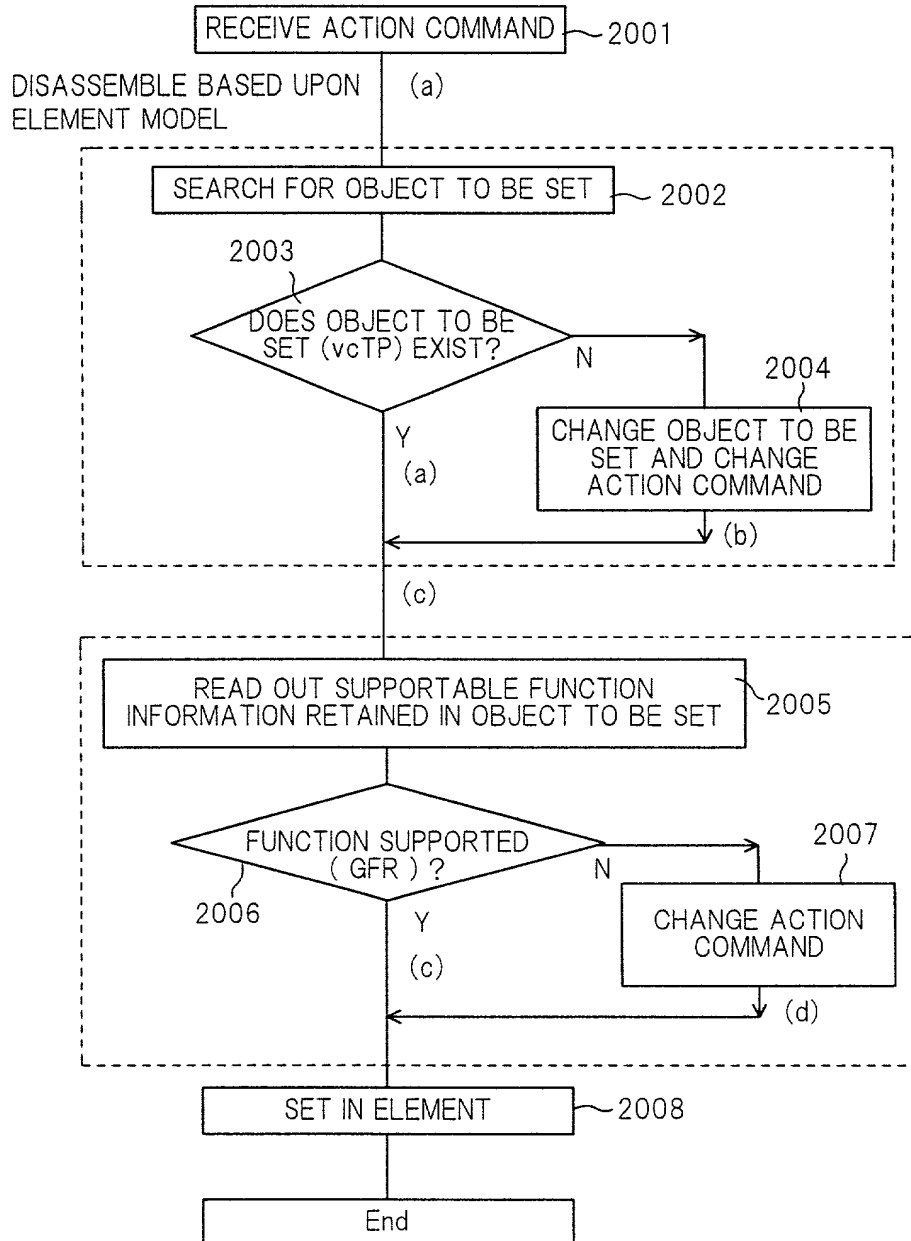 RECEIVE ACTION COMMAND
2001
DISASSEMBLE BASED UPON
ELEMENT MODEL
(a)
SEARCH FOR OBJECT TO BE SET
2002
2003
DOES OBJECT TO BE
SET (vcTP) EXIST?
N
2004
CHANGE OBJECT TO BE
SET AND CHANGE
ACTION COMMAND
Y
(a)
(b)
(c)
READ OUT SUPPORTABLE FUNCTION
INFORMATION RETAINED IN OBJECT TO BE SET
2005
FUNCTION SUPPORTED
( GFR ) ?
2006
N
2007
CHANGE ACTION
COMMAND
Y
(c)
(d)
SET IN ELEMENT
2008
End